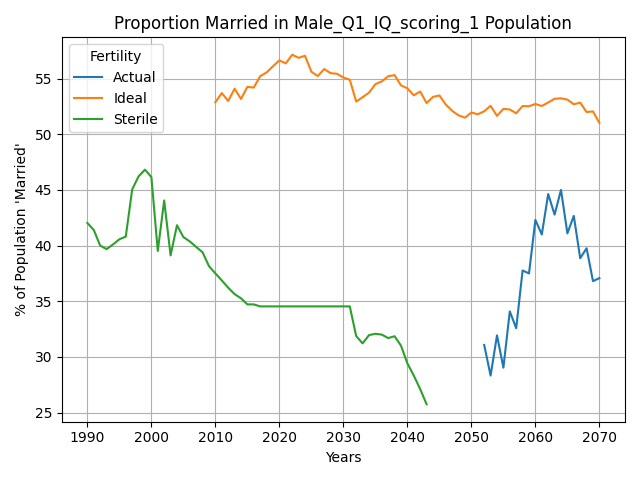 Proportion Married in Male_Q1_IQ_scoring_1 Population
Fertility
Actual
Ideal
Sterile
% of Population 'Married'
55
50
45
40
35
30
25
1990 2000 2010 2020 2030 2040 2050 2060 2070
Years